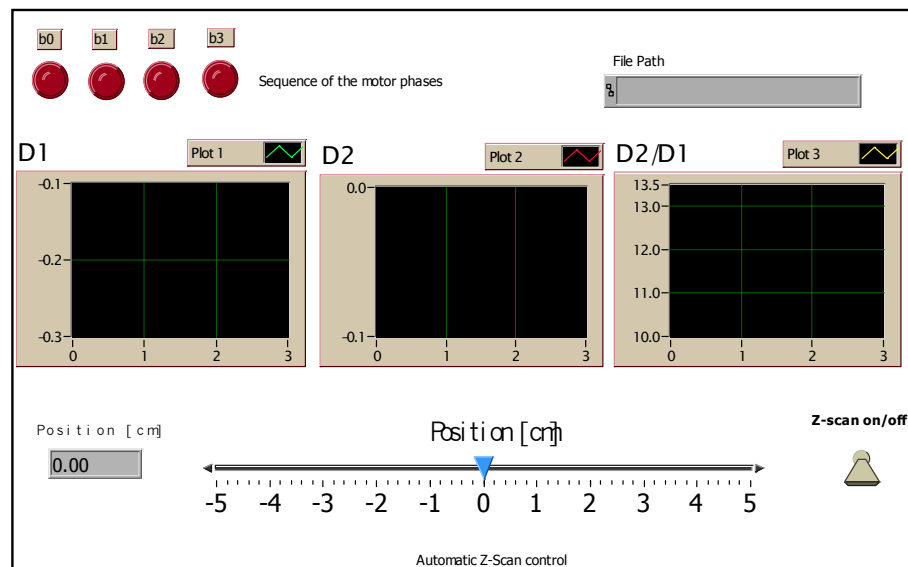 b0 b1 b2 b3
Sequence of the motor phases
File Path
D1 Plot 1
D2 Plot 2
D2/D1 Plot 3
-0.1
-0.2
-0.3
0 1 2 3
0.0
-0.1
0 1 2 3
13.5
13.0
12.0
11.0
10.0
0 1 2 3
Position [cm]
0.00
Position [cm]
-5 -4 -3 -2 -1 0 1 2 3 4 5
Z-scan on/off
Automatic Z-Scan control